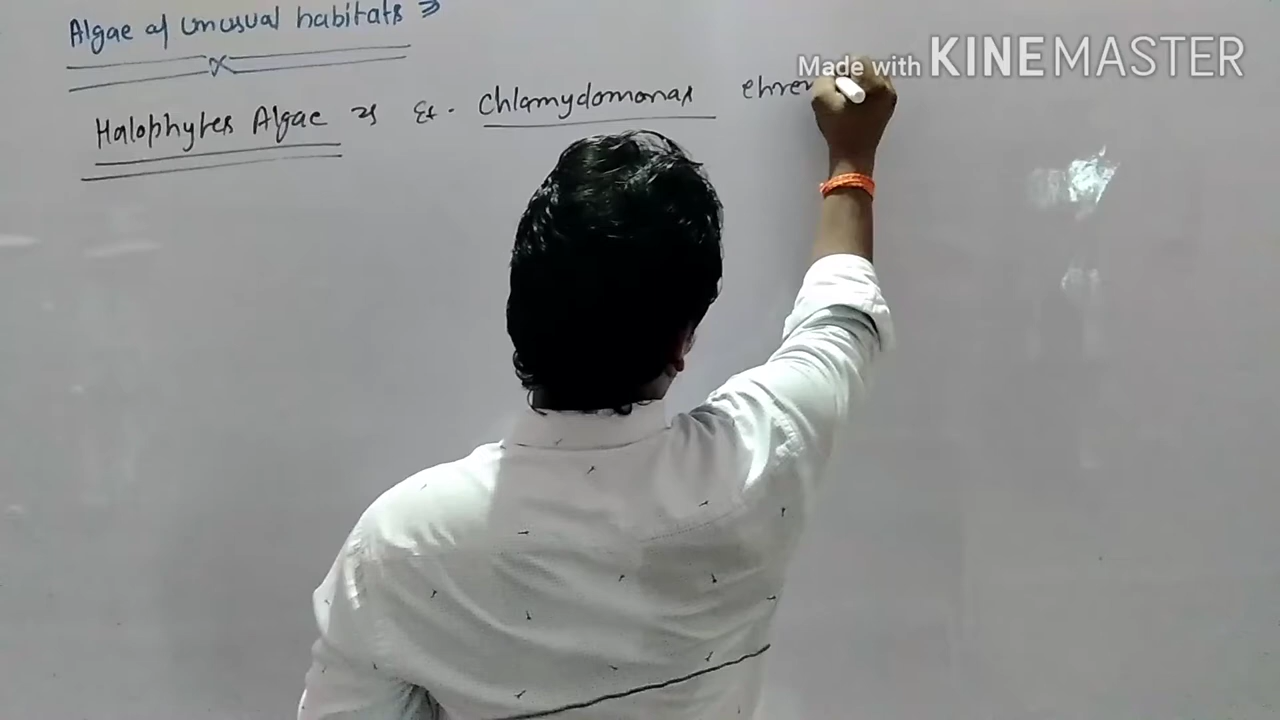 Algae of unusual habitats ⇒
Made with KINEMASTER
Halophytes Algae ⇒ Ex. Chlamydomonas ehren